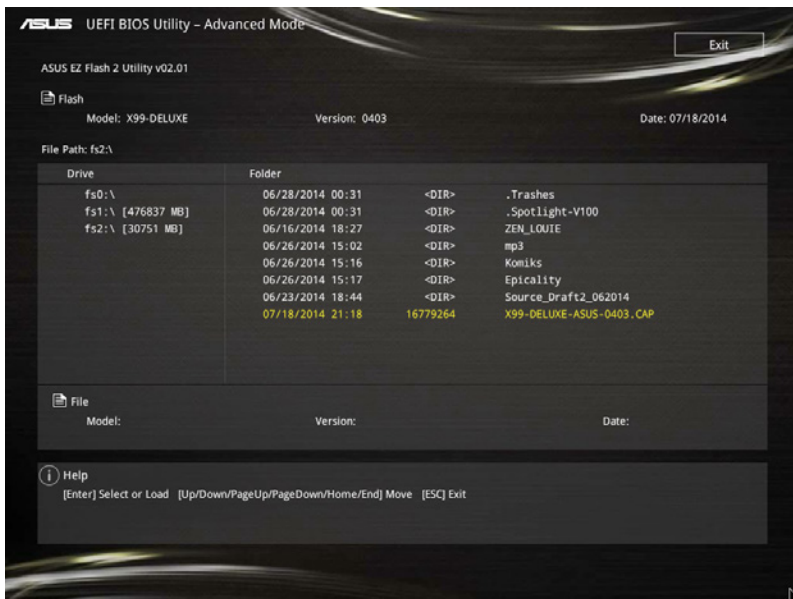 ASUS UEFI BIOS Utility – Advanced Mode
Exit
ASUS EZ Flash 2 Utility v02.01
Flash
Model: X99-DELUXE Version: 0403 Date: 07/18/2014
File Path: fs2:\
Drive Folder
fs0:\ 06/28/2014 00:31 <DIR> .Trashes
fs1:\ [476837 MB] 06/28/2014 00:31 <DIR> .Spotlight-V100
fs2:\ [30751 MB] 06/16/2014 18:27 <DIR> ZEN_LOUIE
06/26/2014 15:02 <DIR> mp3
06/26/2014 15:16 <DIR> Komiks
06/26/2014 15:17 <DIR> Epicality
06/23/2014 18:44 <DIR> Source_Draft2_062014
07/18/2014 21:18 16779264 X99-DELUXE-ASUS-0403.CAP
File
Model: Version: Date:
Help
[Enter] Select or Load [Up/Down/PageUp/PageDown/Home/End] Move [ESC] Exit